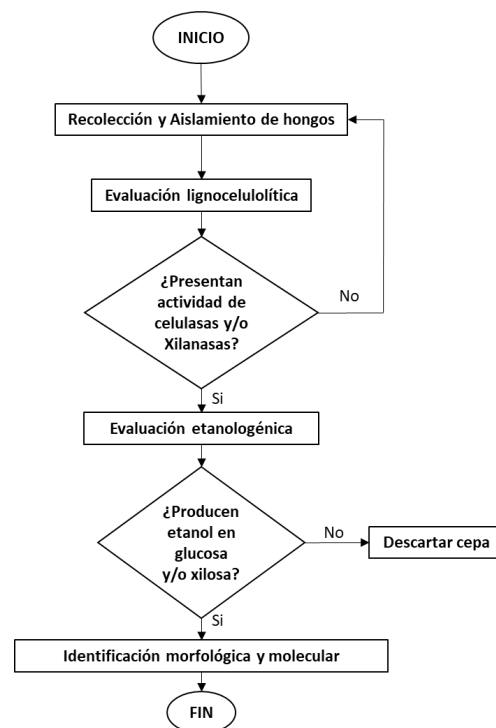 INICIO
Recolección y Aislamiento de hongos
Evaluación lignocelulolítica
¿Presentan
actividad de
celulasas y/o
Xilanasas?
No
Si
Evaluación etanologénica
¿Producen
etanol en
glucosa
y/o xilosa?
No
Descartar cepa
Si
Identificación morfológica y molecular
FIN